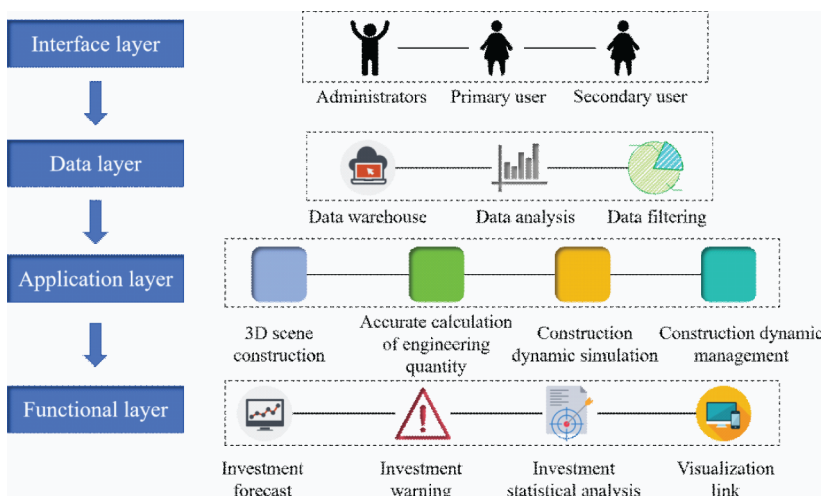 Interface layer
Administrators
Primary user
Secondary user
Data layer
Data warehouse
Data analysis
Data filtering
Application layer
3D scene
construction
Accurate calculation
of engineering
quantity
Construction
dynamic simulation
Construction dynamic
management
Functional layer
Investment
forecast
Investment
warning
Investment
statistical analysis
Visualization
link